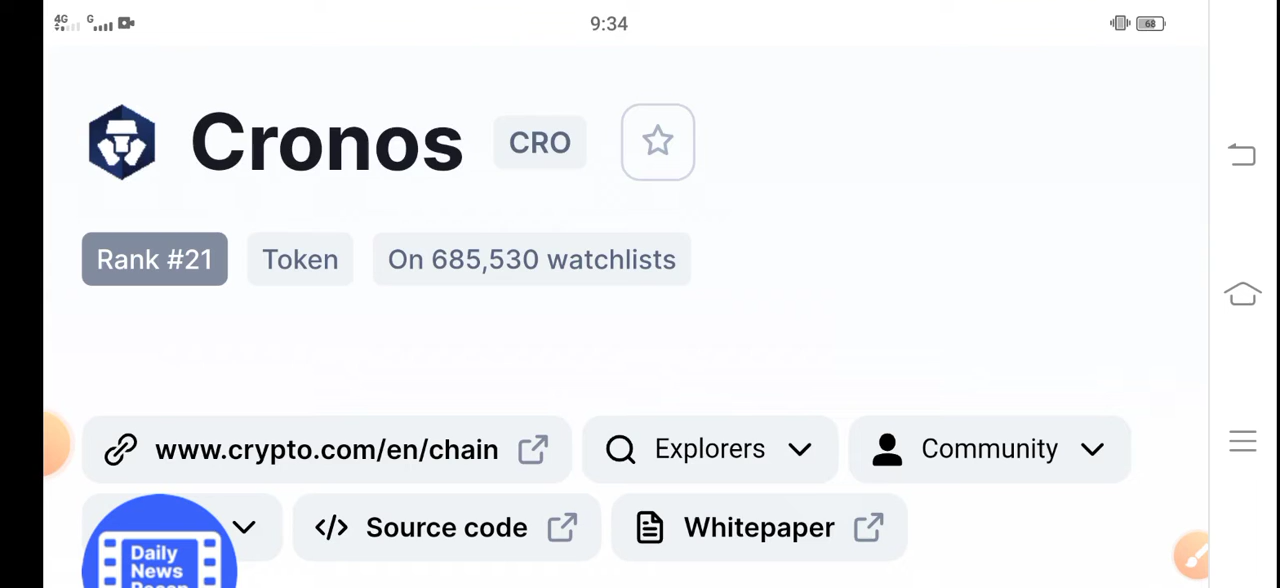 4G G 9:34 68
Cronos CRO
Rank #21 Token On 685,530 watchlists
www.crypto.com/en/chain Explorers Community
</> Source code Whitepaper
Daily
News